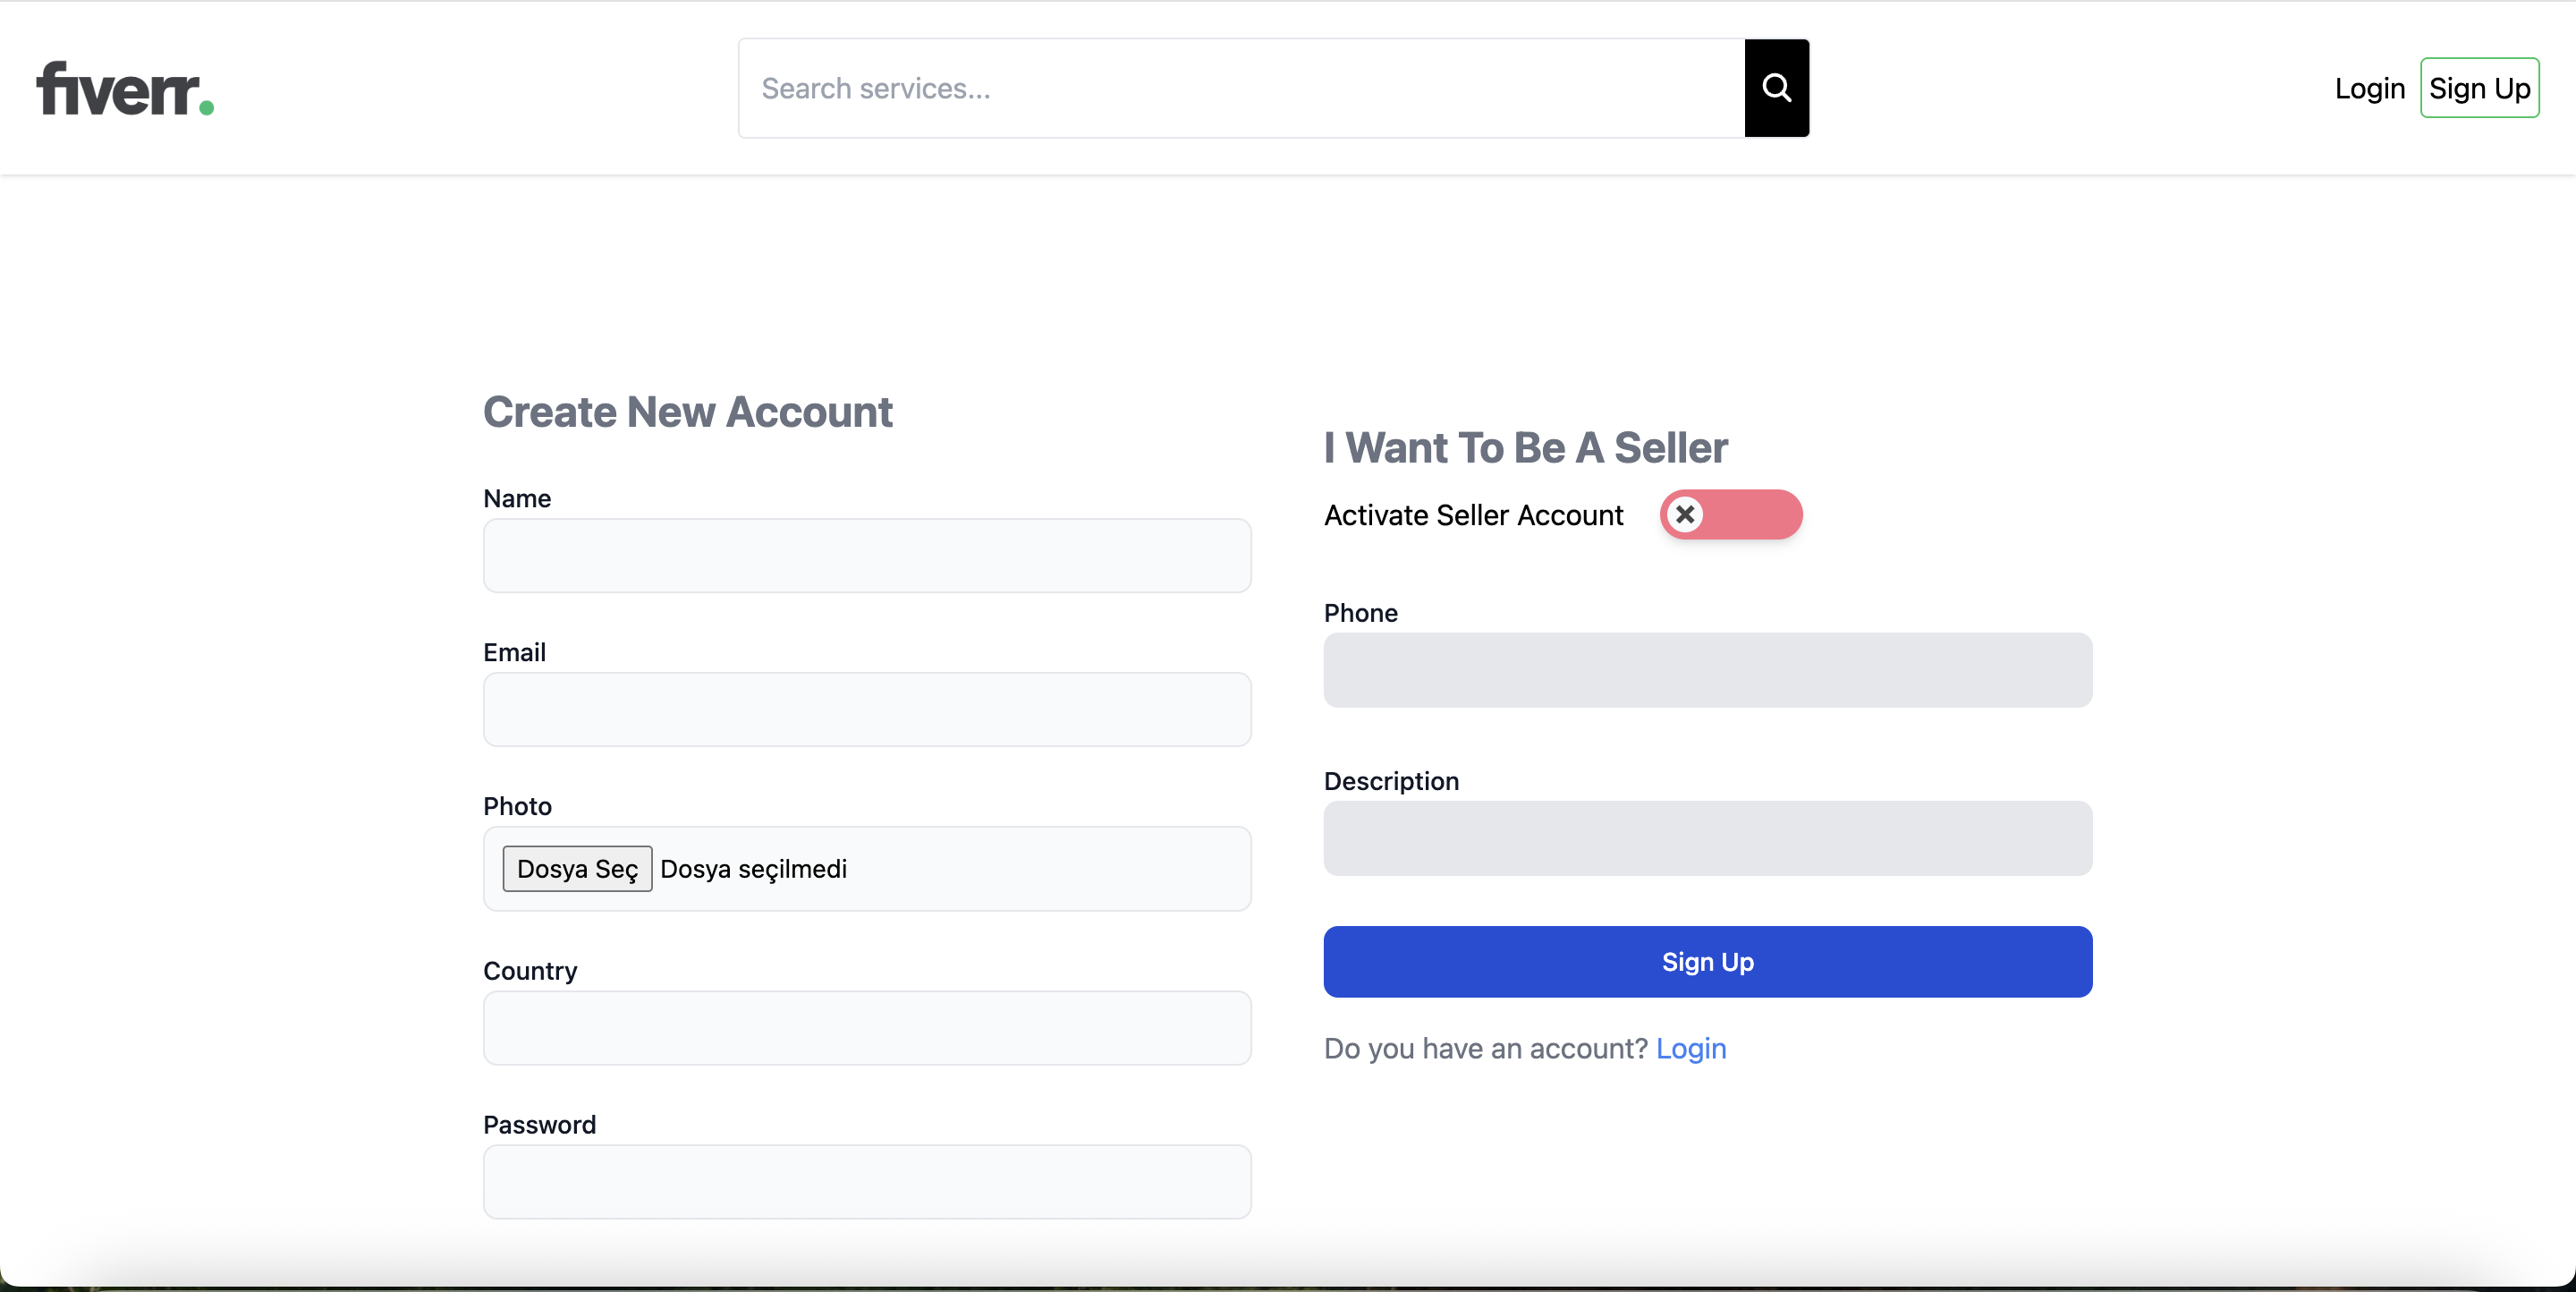 fiverr.
Search services...
Login
Sign Up
Create New Account
Name
Email
Photo
Dosya Seç Dosya seçilmedi
Country
Password
I Want To Be A Seller
Activate Seller Account
Phone
Description
Sign Up
Do you have an account? Login